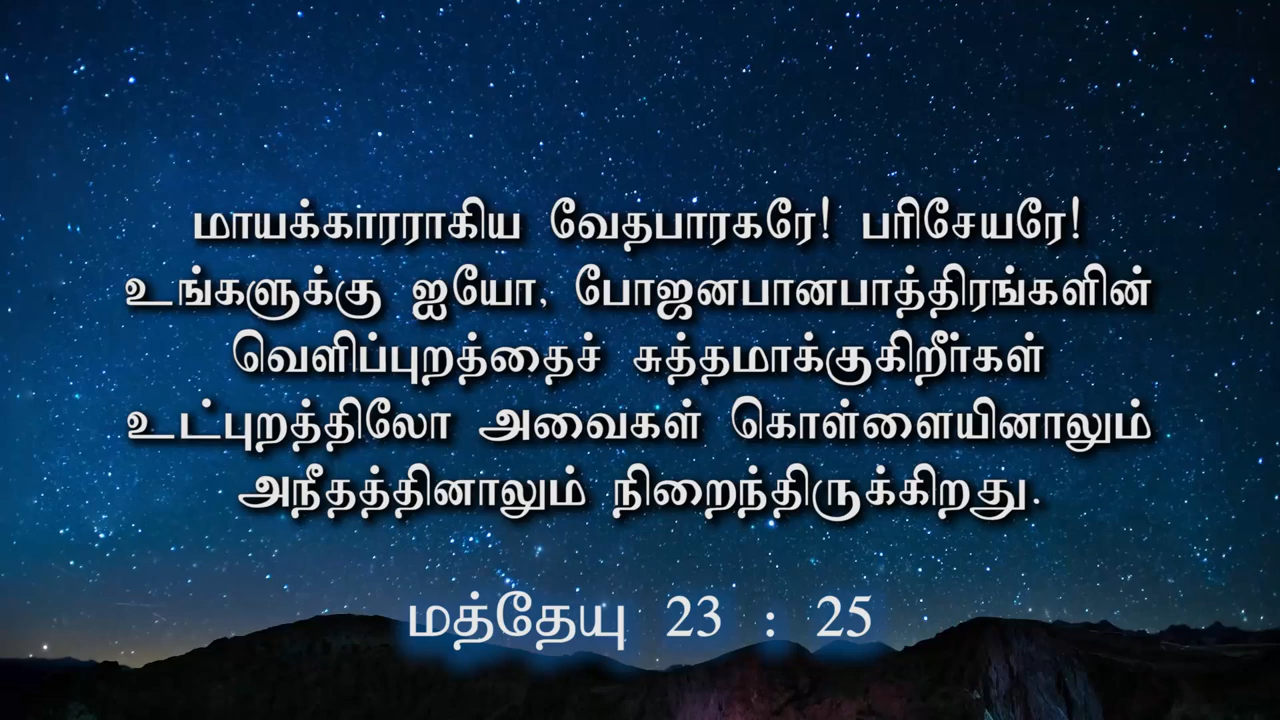 மாயக்காரராகிய வேதபாரகரே! பரிசேயரே!
உங்களுக்கு ஐயோ, போஜனபானபாத்திரங்களின்
வெளிப்புறத்தைச் சுத்தமாக்குகிறீர்கள்
உட்புறத்திலோ அவைகள் கொள்ளையினாலும்
அநீதத்தினாலும் நிறைந்திருக்கிறது.
மத்தேயு 23 : 25